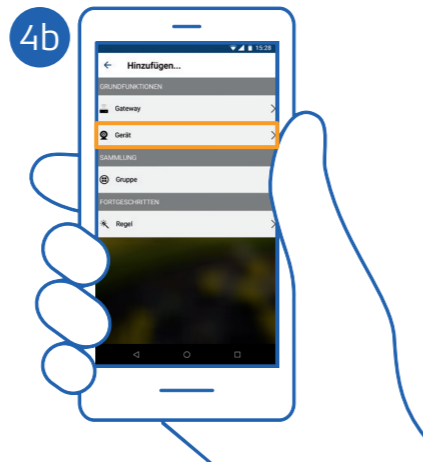 4b
15:28
Hinzufügen...
GRUNDFUNKTIONEN
Gateway
Gerät
SAMMLUNG
Gruppe
FORTGESCHRITTEN
Regel